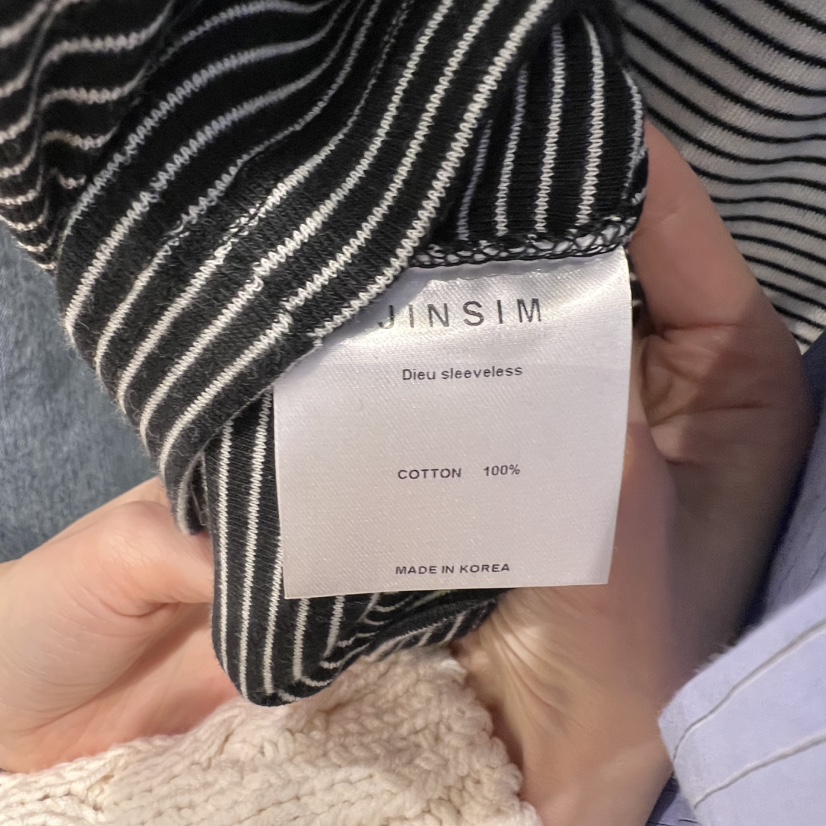 JINSIM
Dieu sleeveless
COTTON 100%
MADE IN KOREA